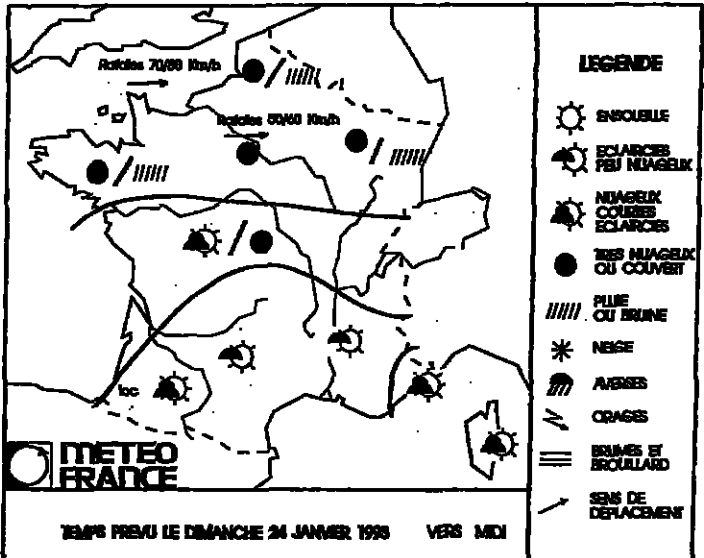 Rafales 70/80 Km/h
Rafales 50/60 Km/h
loc
METEO
FRANCE
TEMPS PREVU LE DIMANCHE 24 JANVIER 1993 VERS MIDI
LEGENDE
ENSOLEILLE
ECLAIRCIES
PEU NUAGEUX
NUAGEUX
COURTES
ECLAIRCIES
TRES NUAGEUX
OU COUVERT
PLUIE
OU BRUINE
NEIGE
AVERSES
ORAGES
BRUMES ET
BROUILLARD
SENS DE
DEPLACEMENT